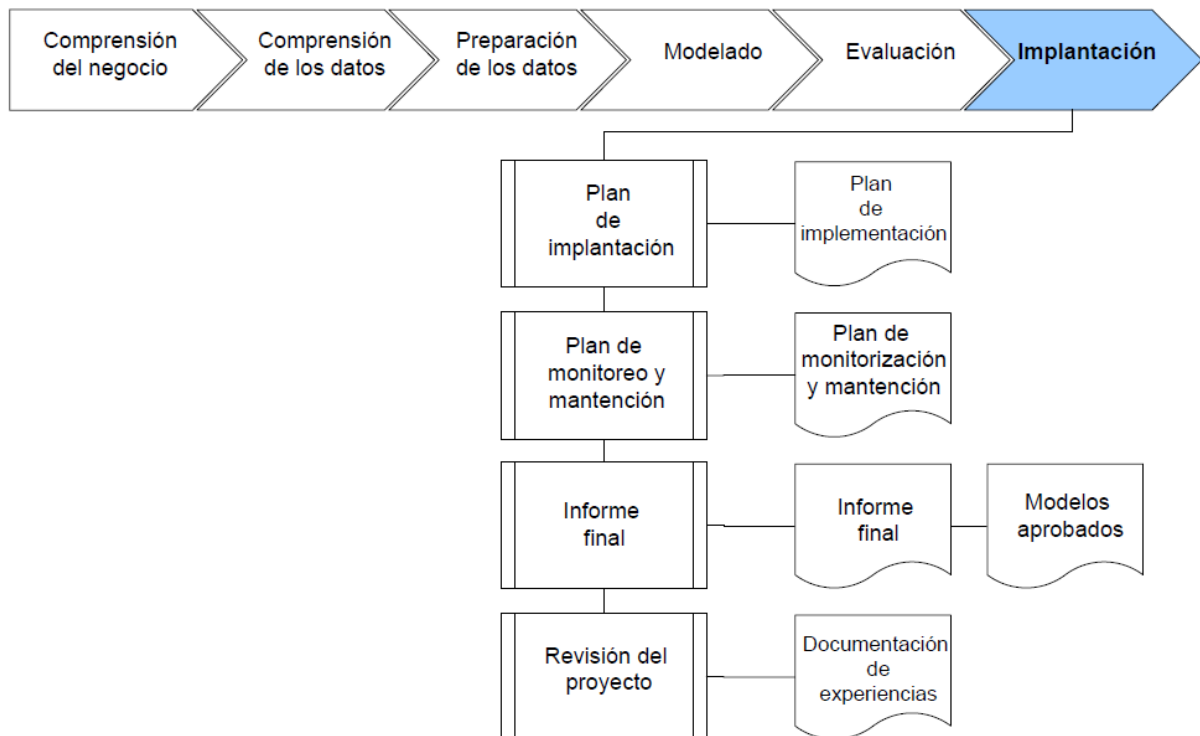 Comprensión
del negocio
Comprensión
de los datos
Preparación
de los datos
Modelado
Evaluación
Implantación
Plan
de
implantación
Plan
de
implementación
Plan de
monitoreo y
mantención
Plan de
monitorización
y mantención
Informe
final
Informe
final
Modelos
aprobados
Revisión del
proyecto
Documentación
de
experiencias